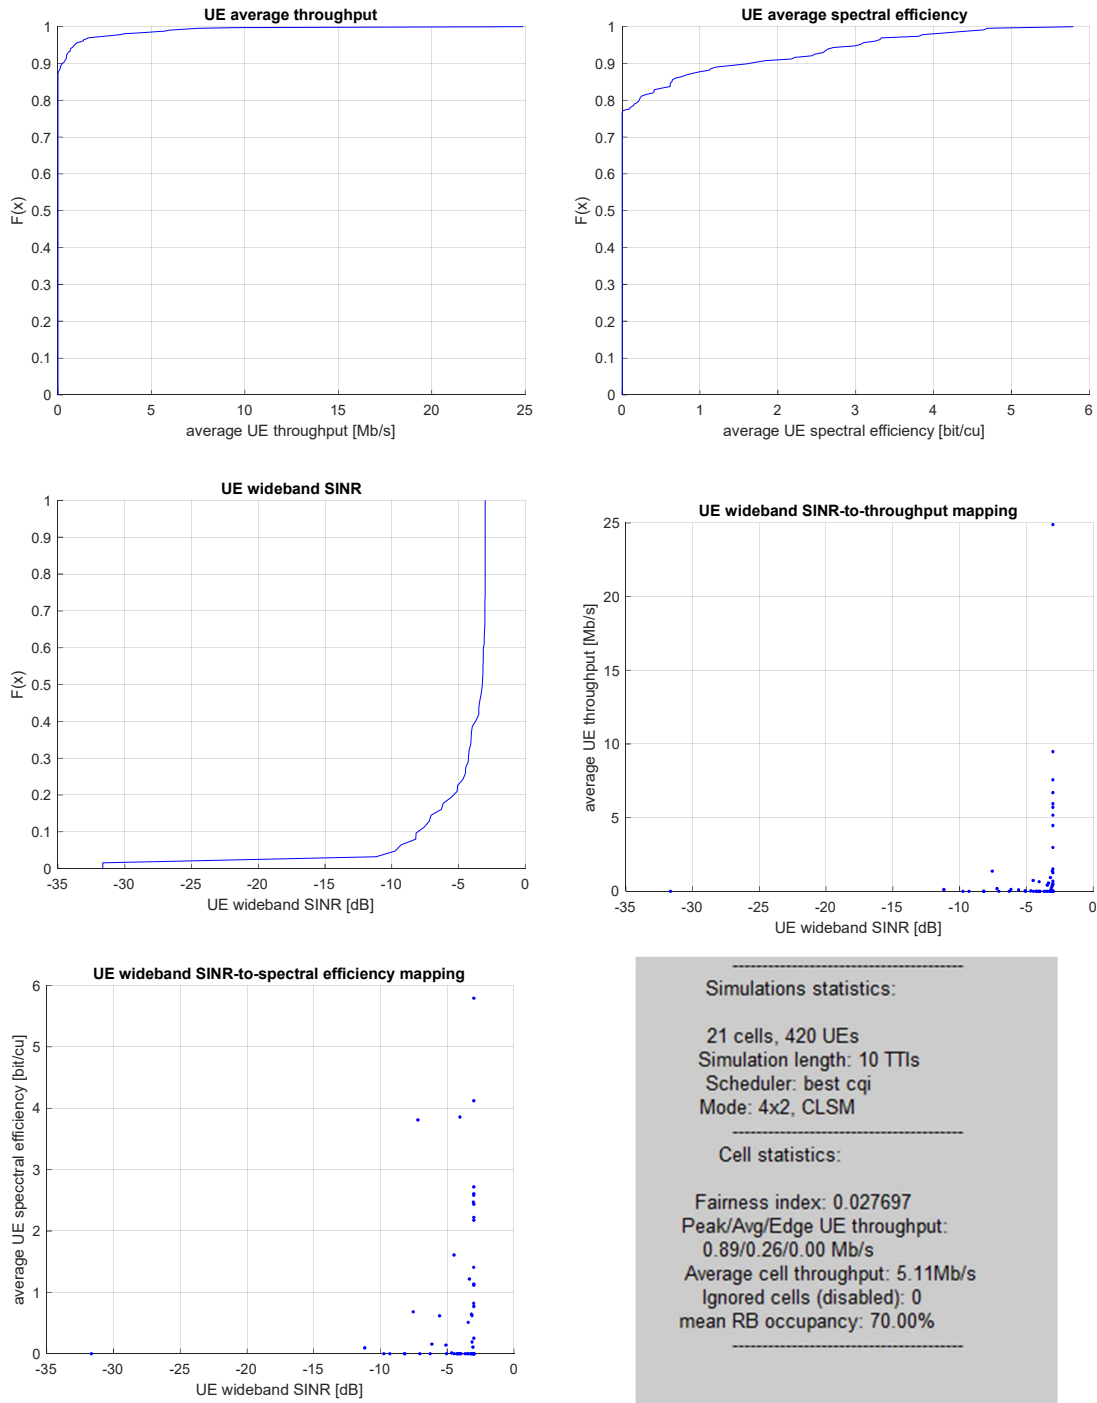 UE average throughput
1
0.9
0.8
0.7
0.6
0.5
0.4
0.3
0.2
0.1
0
F(x)
0 5 10 15 20 25
average UE throughput [Mb/s]
UE average spectral efficiency
1
0.9
0.8
0.7
0.6
0.5
0.4
0.3
0.2
0.1
0
F(x)
0 1 2 3 4 5 6
average UE spectral efficiency [bit/cu]
UE wideband SINR
1
0.9
0.8
0.7
0.6
0.5
0.4
0.3
0.2
0.1
0
F(x)
-35 -30 -25 -20 -15 -10 -5 0
UE wideband SINR [dB]
UE wideband SINR-to-throughput mapping
25
20
15
10
5
0
average UE throughput [Mb/s]
-35 -30 -25 -20 -15 -10 -5 0
UE wideband SINR [dB]
UE wideband SINR-to-spectral efficiency mapping
6
5
4
3
2
1
0
average UE specctral efficiency [bit/cu]
-35 -30 -25 -20 -15 -10 -5 0
UE wideband SINR [dB]
---------------------------------------
Simulations statistics:
21 cells, 420 UEs
Simulation length: 10 TTIs
Scheduler: best cqi
Mode: 4x2, CLSM
---------------------------------------
Cell statistics:
Fairness index: 0.027697
Peak/Avg/Edge UE throughput:
0.89/0.26/0.00 Mb/s
Average cell throughput: 5.11Mb/s
Ignored cells (disabled): 0
mean RB occupancy: 70.00%
---------------------------------------